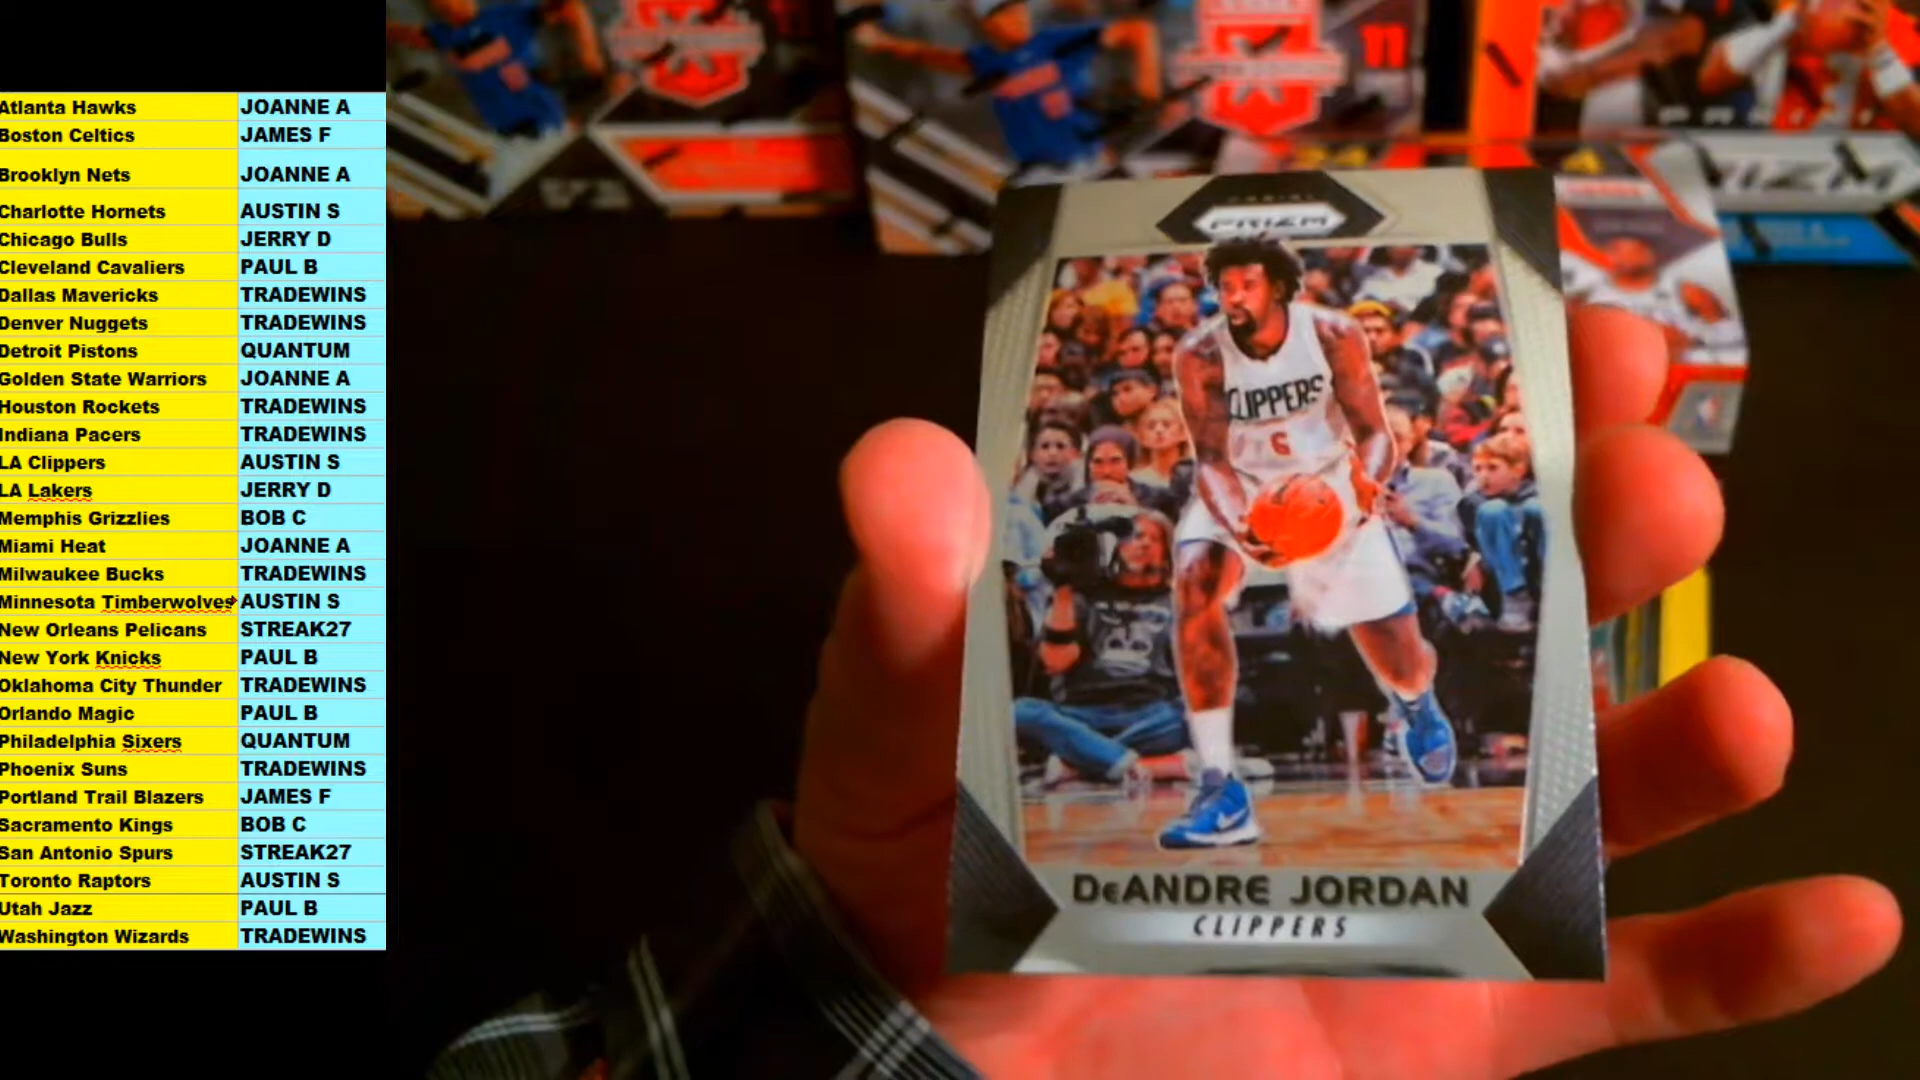 Atlanta Hawks JOANNE A
Boston Celtics JAMES F
Brooklyn Nets JOANNE A
Charlotte Hornets AUSTIN S
Chicago Bulls JERRY D
Cleveland Cavaliers PAUL B
Dallas Mavericks TRADEWINS
Denver Nuggets TRADEWINS
Detroit Pistons QUANTUM
Golden State Warriors JOANNE A
Houston Rockets TRADEWINS
Indiana Pacers TRADEWINS
LA Clippers AUSTIN S
LA Lakers JERRY D
Memphis Grizzlies BOB C
Miami Heat JOANNE A
Milwaukee Bucks TRADEWINS
Minnesota Timberwolves AUSTIN S
New Orleans Pelicans STREAK27
New York Knicks PAUL B
Oklahoma City Thunder TRADEWINS
Orlando Magic PAUL B
Philadelphia Sixers QUANTUM
Phoenix Suns TRADEWINS
Portland Trail Blazers JAMES F
Sacramento Kings BOB C
San Antonio Spurs STREAK27
Toronto Raptors AUSTIN S
Utah Jazz PAUL B
Washington Wizards TRADEWINS
PANINI
PRIZM
CLIPPERS
6
DeANDRE JORDAN
CLIPPERS
11
PANINI